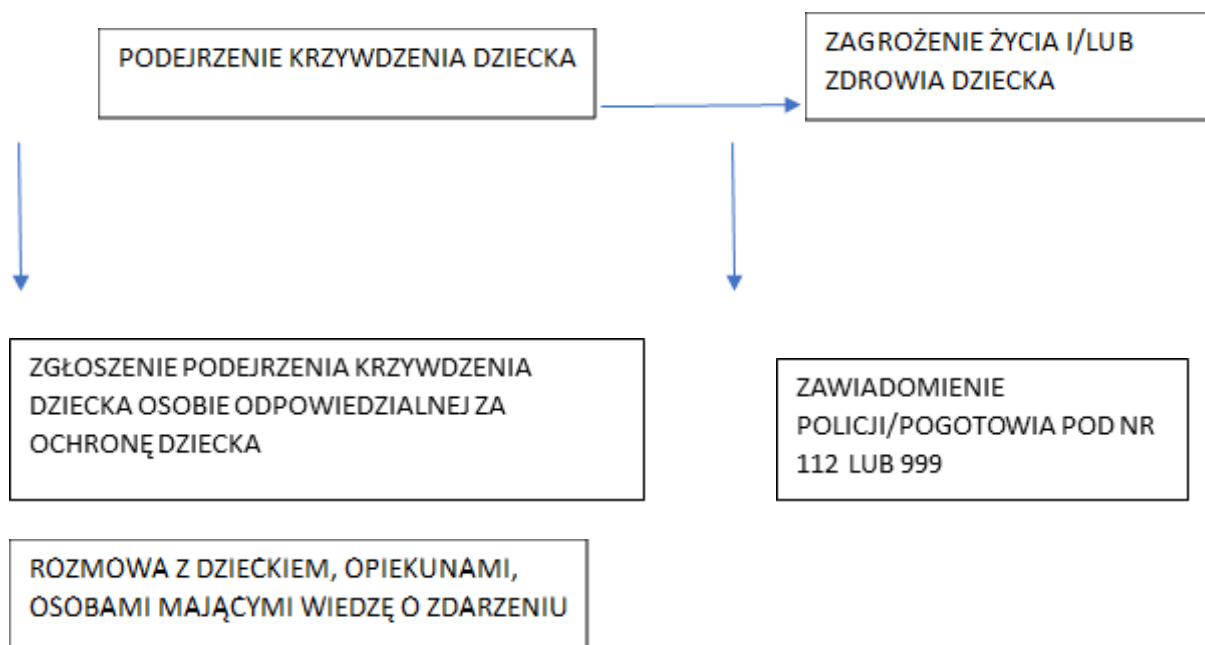 PODEJRZENIE KRZYWDZENIA DZIECKA
ZAGROŻENIE ŻYCIA I/LUB
ZDROWIA DZIECKA
ZGŁOSZENIE PODEJRZENIA KRZYWDZENIA
DZIECKA OSOBIE ODPOWIEDZIALNEJ ZA
OCHRONĘ DZIECKA
ZAWIADOMIENIE
POLICJI/POGOTOWIA POD NR
112 LUB 999
ROZMOWA Z DZIECKIEM, OPIEKUNAMI,
OSOBAMI MAJĄCYMI WIEDZĘ O ZDARZENIU